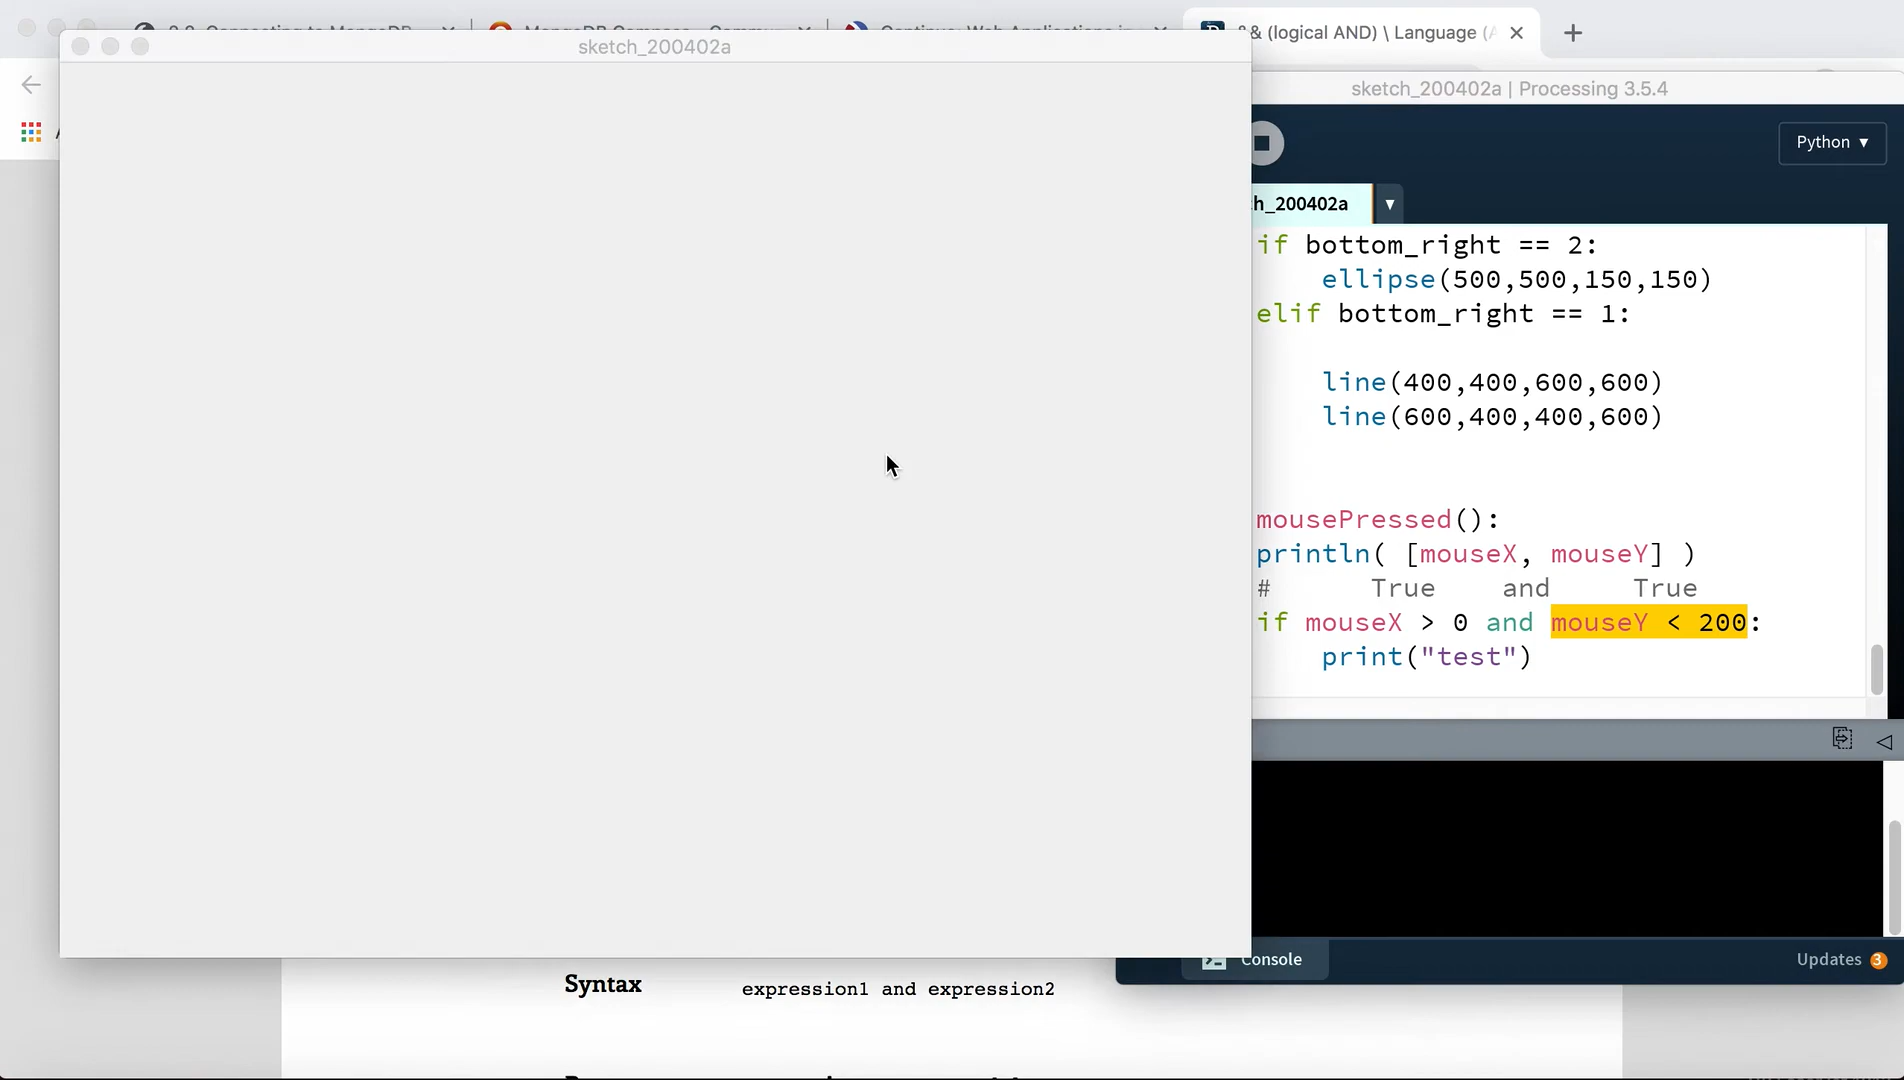 & (logical AND) \ Language (A
sketch_200402a
sketch_200402a | Processing 3.5.4
Python ▼
h_200402a
▼
if bottom_right == 2:
ellipse(500,500,150,150)
elif bottom_right == 1:
line(400,400,600,600)
line(600,400,400,600)
mousePressed():
println( [mouseX, mouseY] )
# True and True
if mouseX > 0 and mouseY < 200:
print("test")
Console
Updates 3
Syntax
expression1 and expression2